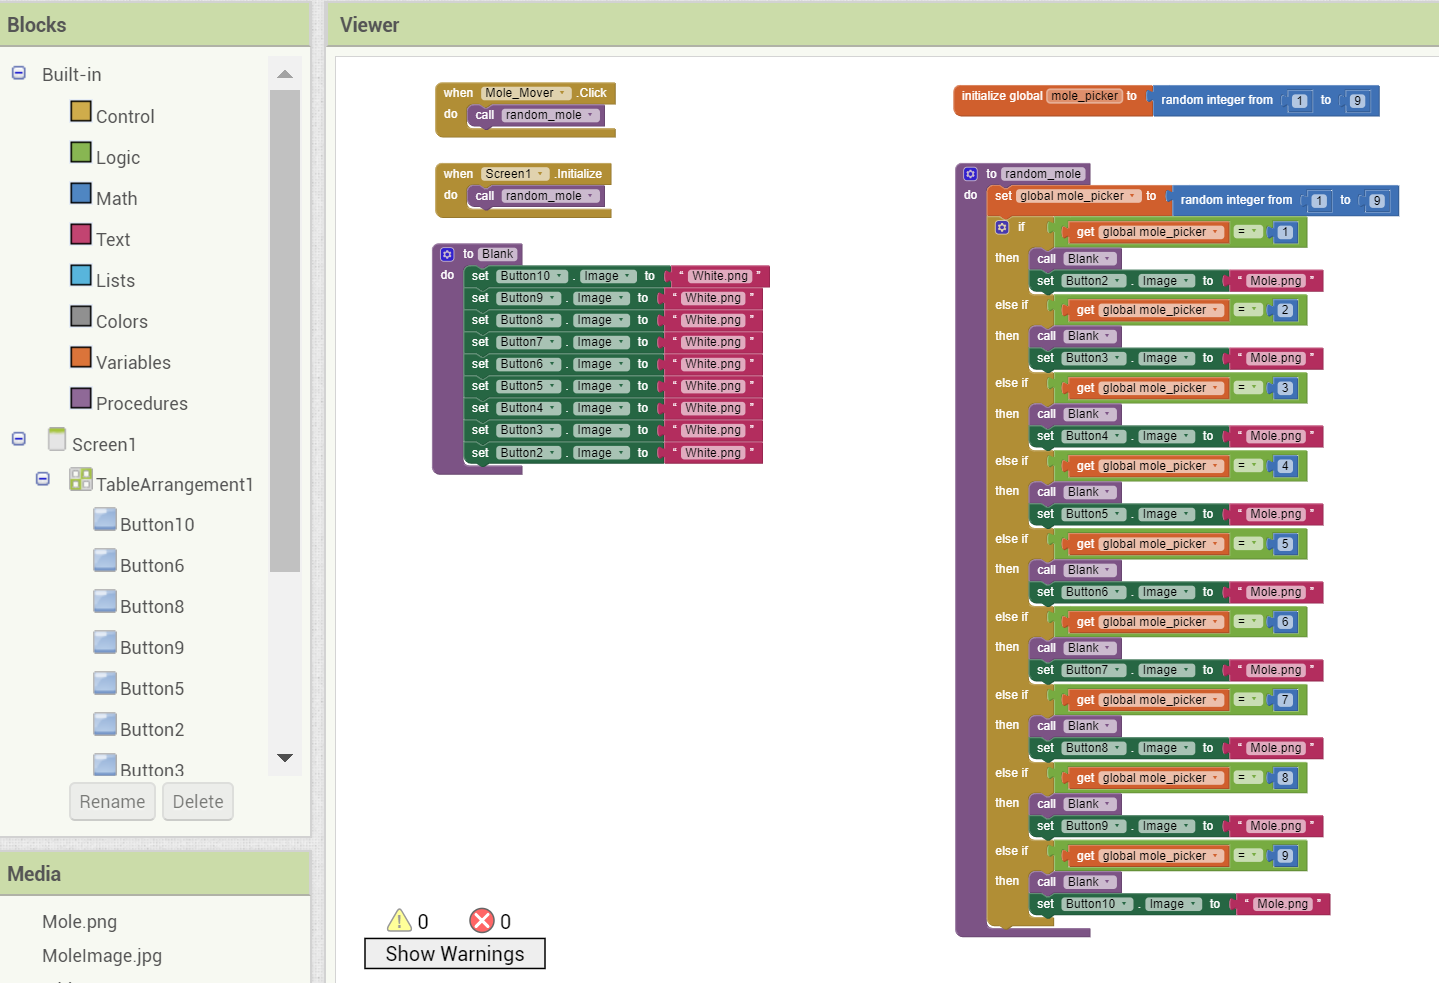 Blocks
Built-in
Control
Logic
Math
Text
Lists
Colors
Variables
Procedures
Screen1
TableArrangement1
Button10
Button6
Button8
Button9
Button5
Button2
Button3
Rename Delete
Media
Mole.png
MoleImage.jpg
Viewer
when Mole_Mover .Click
do call random_mole
when Screen1 .Initialize
do call random_mole
to Blank
do set Button10 . Image to " White.png "
set Button9 . Image to " White.png "
set Button8 . Image to " White.png "
set Button7 . Image to " White.png "
set Button6 . Image to " White.png "
set Button5 . Image to " White.png "
set Button4 . Image to " White.png "
set Button3 . Image to " White.png "
set Button2 . Image to " White.png "
initialize global mole_picker to random integer from 1 to 9
to random_mole
do set global mole_picker to random integer from 1 to 9
if get global mole_picker = 1
then call Blank
set Button2 . Image to " Mole.png "
else if get global mole_picker = 2
then call Blank
set Button3 . Image to " Mole.png "
else if get global mole_picker = 3
then call Blank
set Button4 . Image to " Mole.png "
else if get global mole_picker = 4
then call Blank
set Button5 . Image to " Mole.png "
else if get global mole_picker = 5
then call Blank
set Button6 . Image to " Mole.png "
else if get global mole_picker = 6
then call Blank
set Button7 . Image to " Mole.png "
else if get global mole_picker = 7
then call Blank
set Button8 . Image to " Mole.png "
else if get global mole_picker = 8
then call Blank
set Button9 . Image to " Mole.png "
else if get global mole_picker = 9
then call Blank
set Button10 . Image to " Mole.png "
0 0
Show Warnings